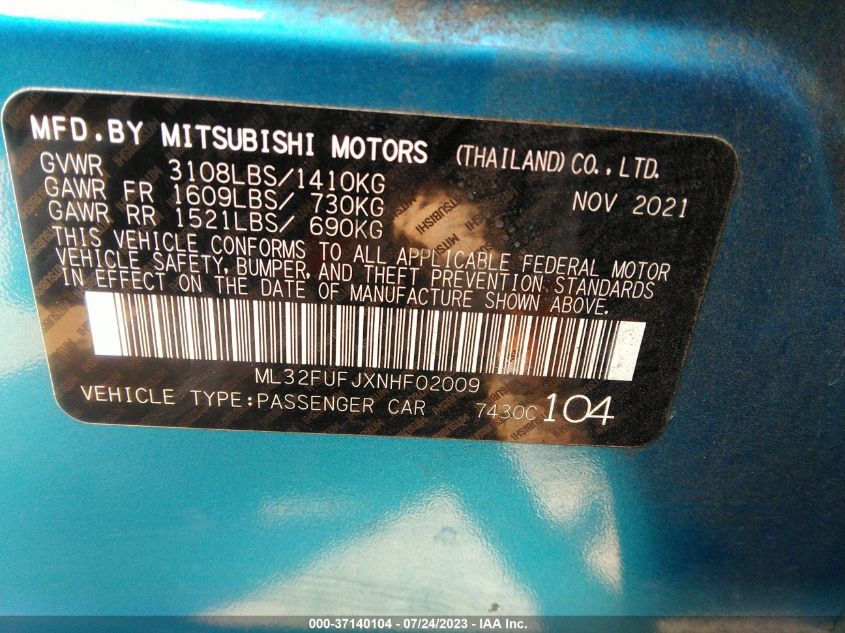 MFD.BY MITSUBISHI MOTORS (THAILAND) CO., LTD.
GVWR 3108LBS/1410KG NOV 2021
GAWR FR 1609LBS/ 730KG
GAWR RR 1521LBS/ 690KG
THIS VEHICLE CONFORMS TO ALL APPLICABLE FEDERAL MOTOR
VEHICLE SAFETY, BUMPER, AND THEFT PREVENTION STANDARDS
IN EFFECT ON THE DATE OF MANUFACTURE SHOWN ABOVE.
ML32FUFJXNHF02009
VEHICLE TYPE:PASSENGER CAR 7430C 104
000-37140104 / 07/24/2023 - IAA Inc.